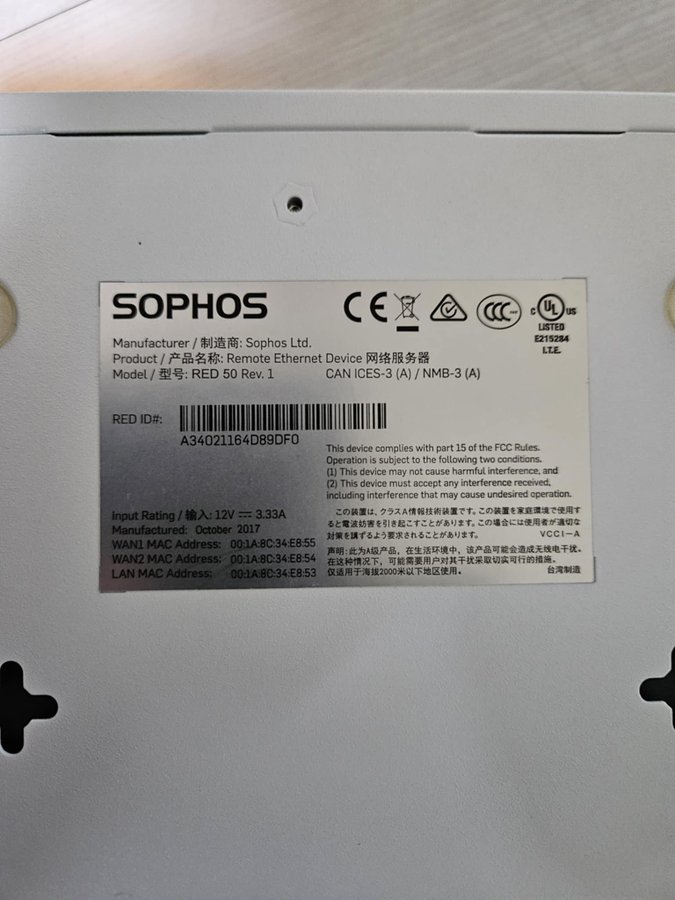 SOPHOS
CE
CCC
c UL us
LISTED
E215284
I.T.E.
Manufacturer / 制造商: Sophos Ltd.
Product / 产品名称: Remote Ethernet Device 网络服务器
Model / 型号: RED 50 Rev. 1
CAN ICES-3 (A) / NMB-3 (A)
RED ID#:
A34021164D89DF0
This device complies with part 15 of the FCC Rules.
Operation is subject to the following two conditions.
(1) This device may not cause harmful interference, and
(2) This device must accept any interference received,
including interference that may cause undesired operation.
Input Rating / 输入: 12V ⎓ 3.33A
Manufactured: October 2017
WAN1 MAC Address: 00:1A:8C:34:E8:55
WAN2 MAC Address: 00:1A:8C:34:E8:54
LAN MAC Address: 00:1A:8C:34:E8:53
この装置は、クラスA情報技術装置です。この装置を家庭環境で使用す
ると電波妨害を引き起こすことがあります。この場合には使用者が適切な
対策を講ずるよう要求されることがあります。 VCCI-A
声明: 此为A级产品，在生活环境中，该产品可能会造成无线电干扰。
在这种情况下，可能需要用户对其干扰采取切实可行的措施。
仅适用于海拔2000米以下地区使用。 台湾制造